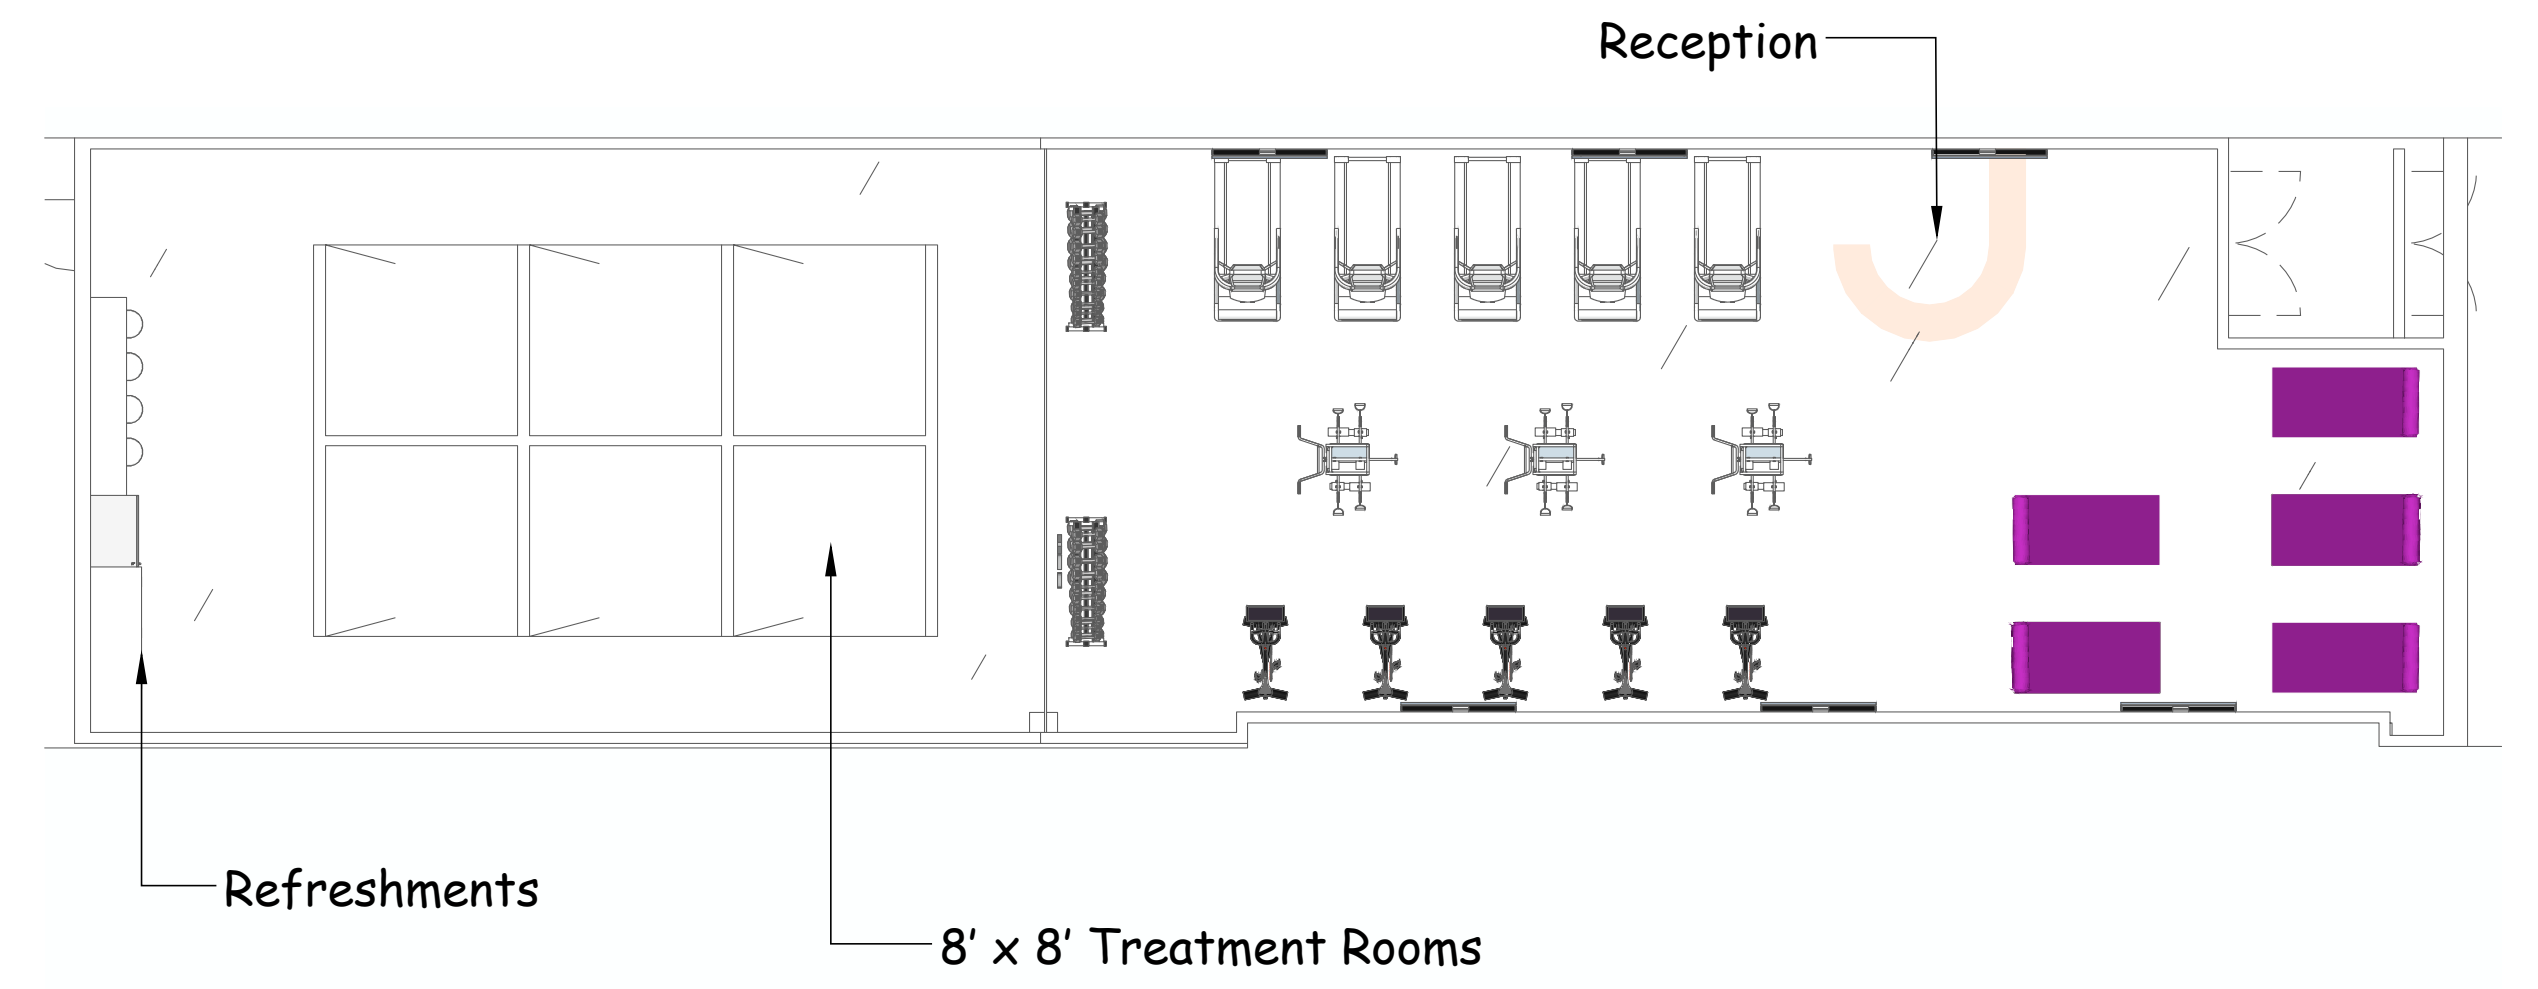 Reception
Refreshments
8' x 8' Treatment Rooms